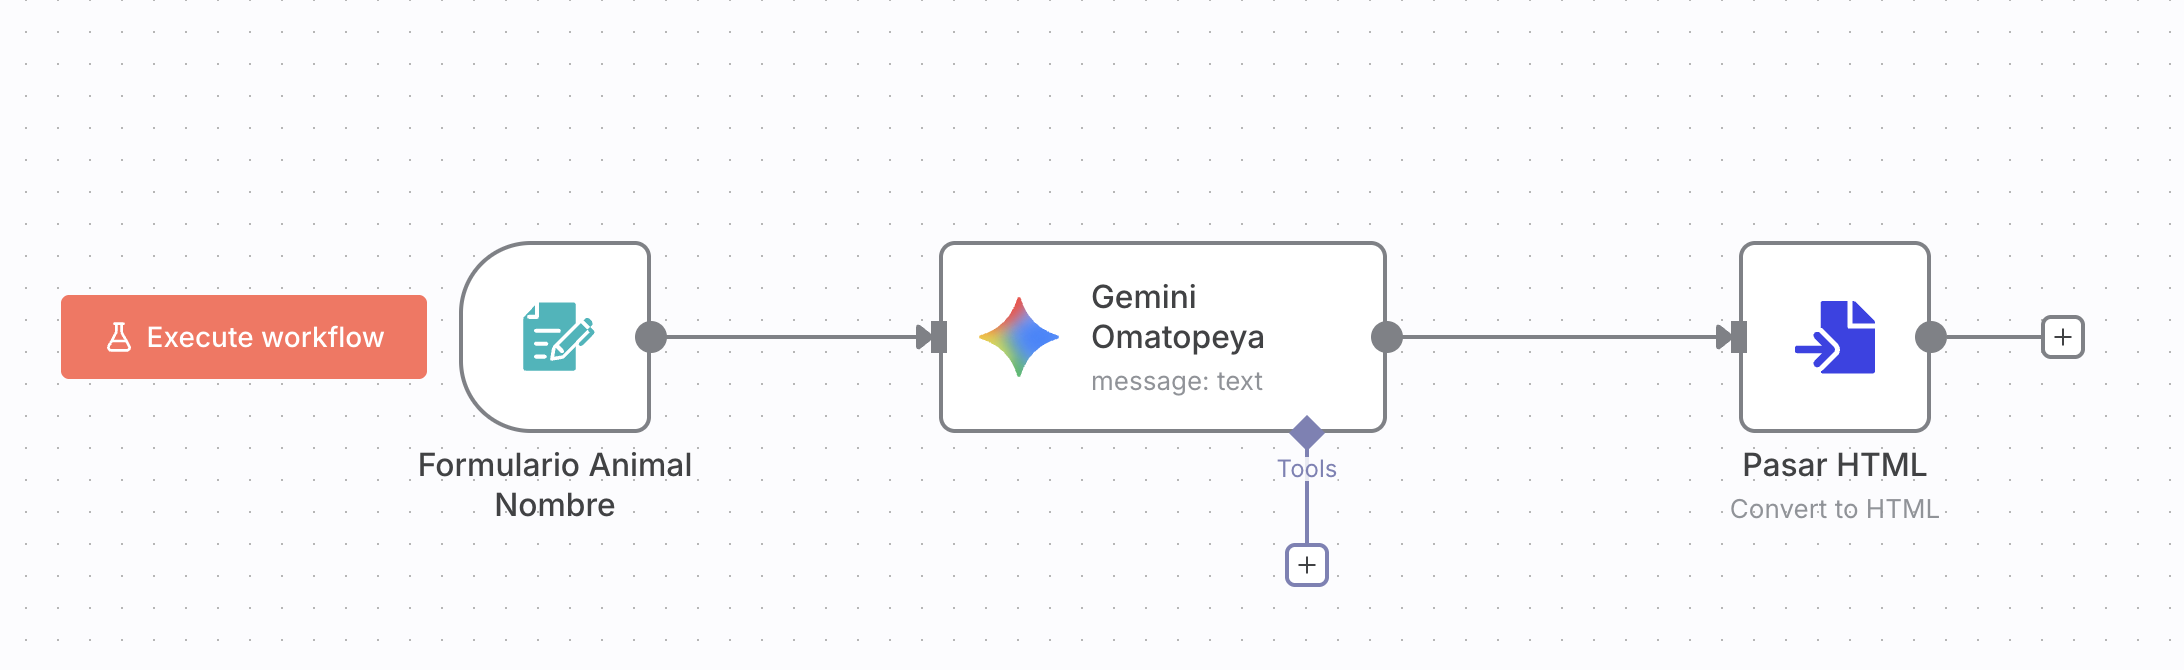 Execute workflow
Formulario Animal
Nombre
Gemini
Omatopeya
message: text
Tools
Pasar HTML
Convert to HTML